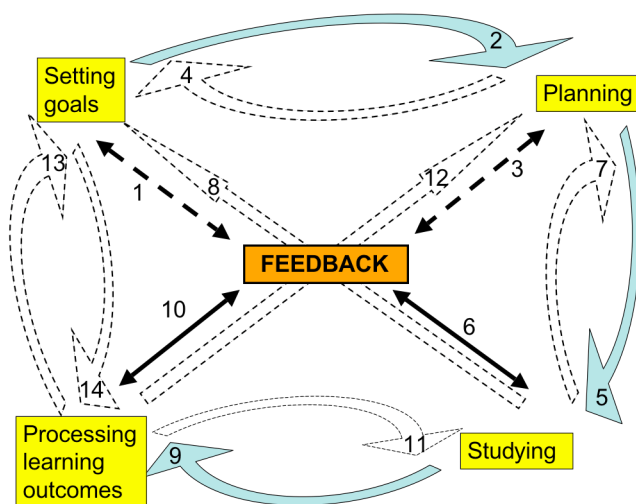 2
Setting
goals
4
Planning
13
1
8
12
3
7
FEEDBACK
10
6
14
5
Processing
learning
outcomes
9
11
Studying